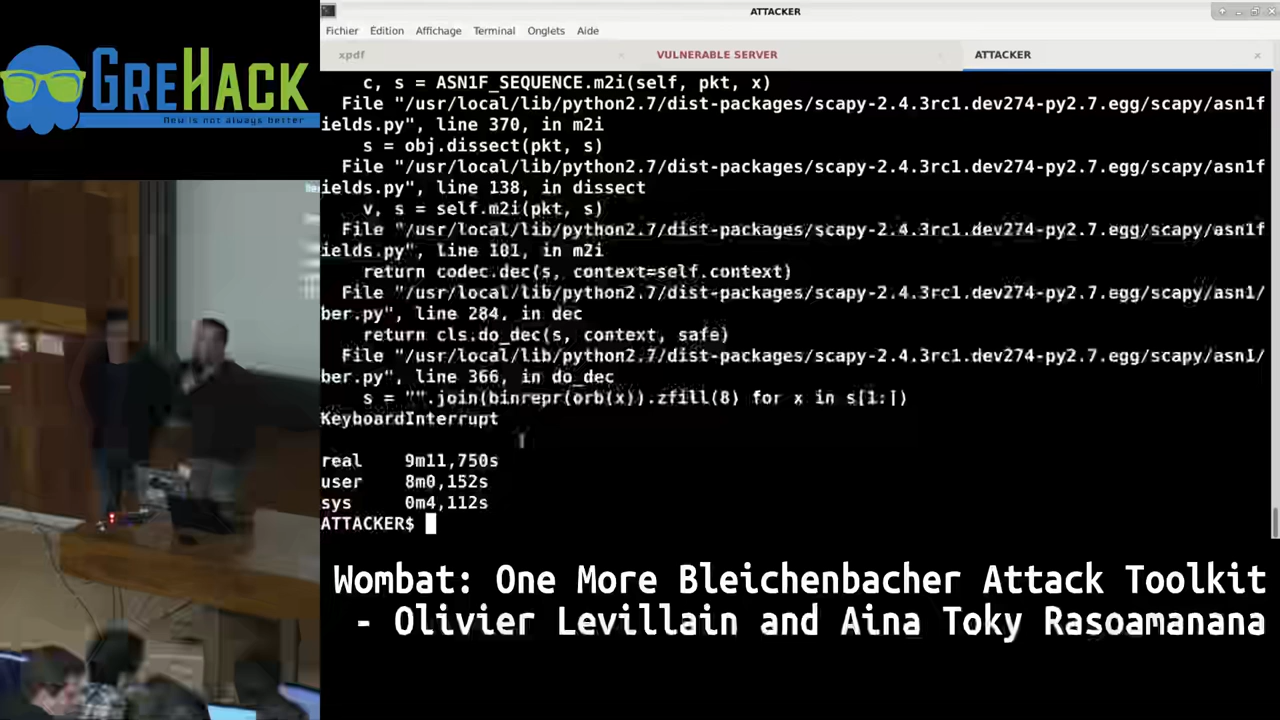 GREHACK
New is not always better
ATTACKER
Fichier Édition Affichage Terminal Onglets Aide
xpdf VULNERABLE SERVER ATTACKER
c, s = ASN1F_SEQUENCE.m2i(self, pkt, x)
File "/usr/local/lib/python2.7/dist-packages/scapy-2.4.3rc1.dev274-py2.7.egg/scapy/asn1f
ields.py", line 370, in m2i
s = obj.dissect(pkt, s)
File "/usr/local/lib/python2.7/dist-packages/scapy-2.4.3rc1.dev274-py2.7.egg/scapy/asn1f
ields.py", line 138, in dissect
v, s = self.m2i(pkt, s)
File "/usr/local/lib/python2.7/dist-packages/scapy-2.4.3rc1.dev274-py2.7.egg/scapy/asn1f
ields.py", line 101, in m2i
return codec.dec(s, context=self.context)
File "/usr/local/lib/python2.7/dist-packages/scapy-2.4.3rc1.dev274-py2.7.egg/scapy/asn1/
ber.py", line 284, in dec
return cls.do_dec(s, context, safe)
File "/usr/local/lib/python2.7/dist-packages/scapy-2.4.3rc1.dev274-py2.7.egg/scapy/asn1/
ber.py", line 366, in do_dec
s = "".join(binrepr(orb(x)).zfill(8) for x in s[1:])
KeyboardInterrupt
real 9m11,750s
user 8m0,152s
sys 0m4,112s
ATTACKER$
Wombat: One More Bleichenbacher Attack Toolkit
- Olivier Levillain and Aina Toky Rasoamanana